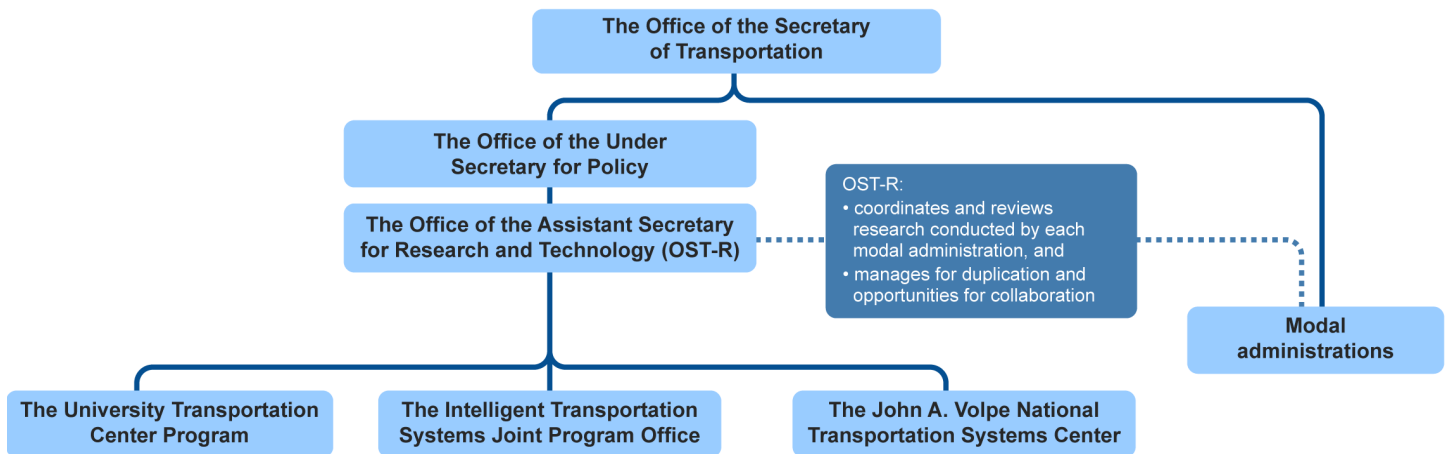 The Office of the Secretary
of Transportation
The Office of the Under
Secretary for Policy
The Office of the Assistant Secretary
for Research and Technology (OST-R)
OST-R:
• coordinates and reviews
research conducted by each
modal administration, and
• manages for duplication and
opportunities for collaboration
Modal
administrations
The University Transportation
Center Program
The Intelligent Transportation
Systems Joint Program Office
The John A. Volpe National
Transportation Systems Center